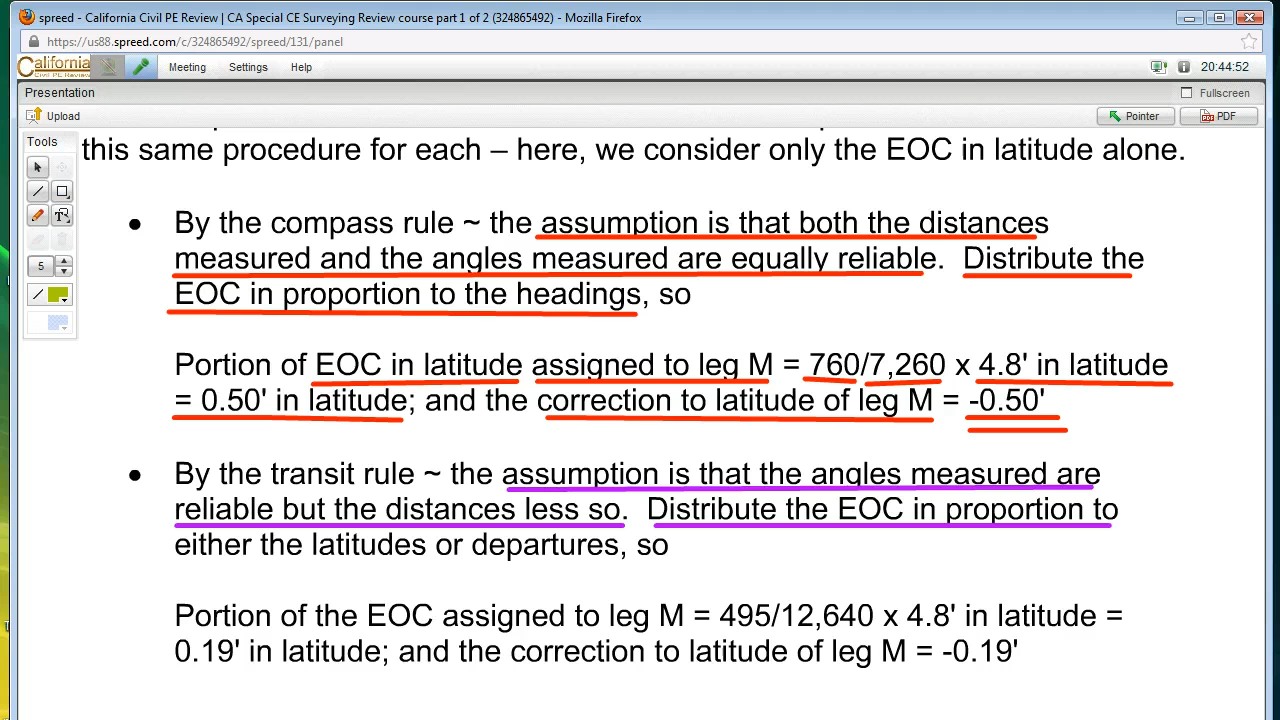 spreed - California Civil PE Review | CA Special CE Surveying Review course part 1 of 2 (324865492) - Mozilla Firefox
https://us88.spreed.com/c/324865492/spreed/131/panel
California
Civil PE Review
Meeting Settings Help
20:44:52
Presentation
Fullscreen
Upload
Pointer
PDF
Tools
this same procedure for each – here, we consider only the EOC in latitude alone.
• By the compass rule ~ the assumption is that both the distances
measured and the angles measured are equally reliable. Distribute the
EOC in proportion to the headings, so
5
Portion of EOC in latitude assigned to leg M = 760/7,260 x 4.8' in latitude
= 0.50' in latitude; and the correction to latitude of leg M = -0.50'
• By the transit rule ~ the assumption is that the angles measured are
reliable but the distances less so. Distribute the EOC in proportion to
either the latitudes or departures, so
Portion of the EOC assigned to leg M = 495/12,640 x 4.8' in latitude =
0.19' in latitude; and the correction to latitude of leg M = -0.19'